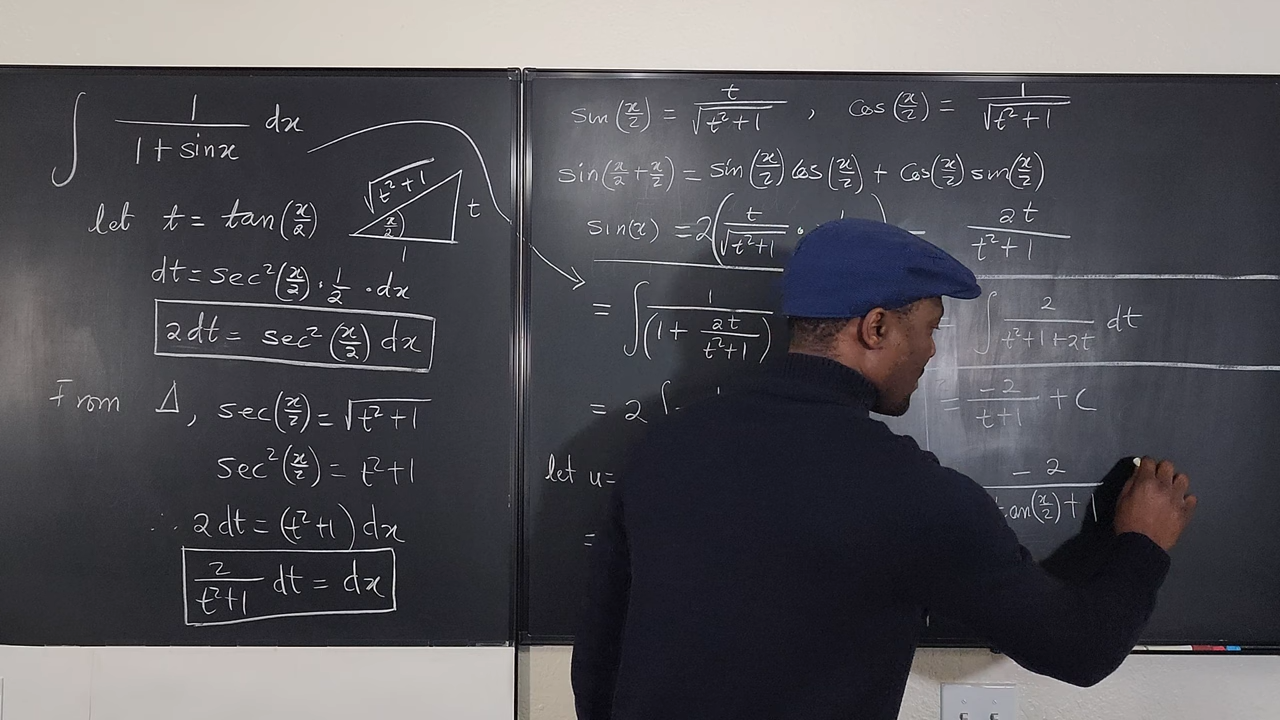 ∫ 1/(1 + sinx) dx
let t = tan(x/2)
√(t²+1) t
x/2
1
dt = sec²(x/2) · 1/2 · dx
2dt = sec²(x/2) dx
From Δ, sec(x/2) = √(t²+1)
sec²(x/2) = t²+1
∴ 2dt = (t²+1) dx
2/(t²+1) dt = dx
sin(x/2) = t/√(t²+1) , cos(x/2) = 1/√(t²+1)
sin(x/2 + x/2) = sin(x/2) cos(x/2) + cos(x/2) sin(x/2)
sin(x) = 2(t/√(t²+1) · ) = 2t/(t²+1)
= ∫ 1/(1 + 2t/(t²+1)) = ∫ 2/(t²+1+2t) dt
= 2 ∫ = -2/(t+1) + C
let u =
-2/(tan(x/2)+1)
=